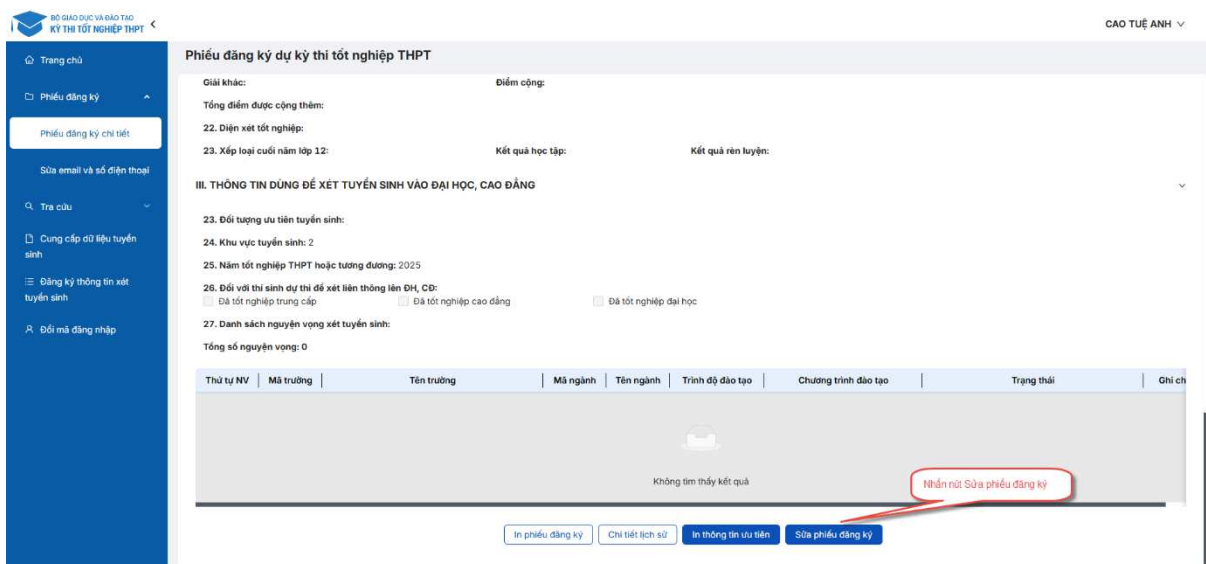 BỘ GIÁO DỤC VÀ ĐÀO TẠO
KỲ THI TỐT NGHIỆP THPT
CAO TUỆ ANH
Trang chủ
Phiếu đăng ký
Phiếu đăng ký chi tiết
Sửa email và số điện thoại
Tra cứu
Cung cấp dữ liệu tuyển
sinh
Đăng ký thông tin xét
tuyển sinh
Đổi mã đăng nhập
Phiếu đăng ký dự kỳ thi tốt nghiệp THPT
Giải khác: Điểm cộng:
Tổng điểm được cộng thêm:
22. Diện xét tốt nghiệp:
23. Xếp loại cuối năm lớp 12: Kết quả học tập: Kết quả rèn luyện:
III. THÔNG TIN DÙNG ĐỂ XÉT TUYỂN SINH VÀO ĐẠI HỌC, CAO ĐẲNG
23. Đối tượng ưu tiên tuyển sinh:
24. Khu vực tuyển sinh: 2
25. Năm tốt nghiệp THPT hoặc tương đương: 2025
26. Đối với thí sinh dự thi để xét liên thông lên ĐH, CĐ:
Đã tốt nghiệp trung cấp Đã tốt nghiệp cao đẳng Đã tốt nghiệp đại học
27. Danh sách nguyện vọng xét tuyển sinh:
Tổng số nguyện vọng: 0
Thứ tự NV Mã trường Tên trường Mã ngành Tên ngành Trình độ đào tạo Chương trình đào tạo Trạng thái Ghi ch
Không tìm thấy kết quả
Nhấn nút Sửa phiếu đăng ký
In phiếu đăng ký Chi tiết lịch sử In thông tin ưu tiên Sửa phiếu đăng ký